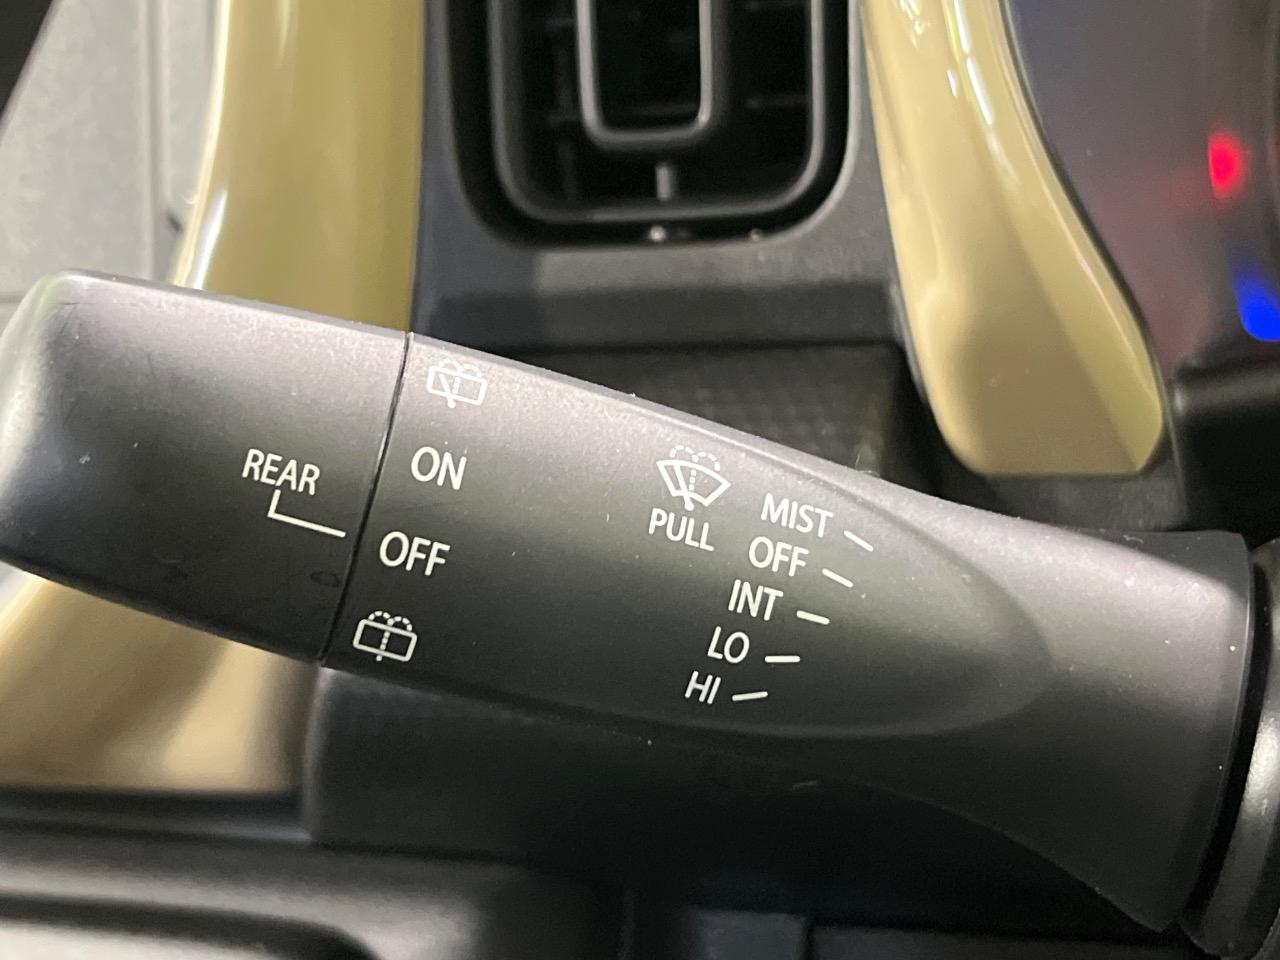 REAR
ON
OFF
PULL
MIST
OFF
INT
LO
HI